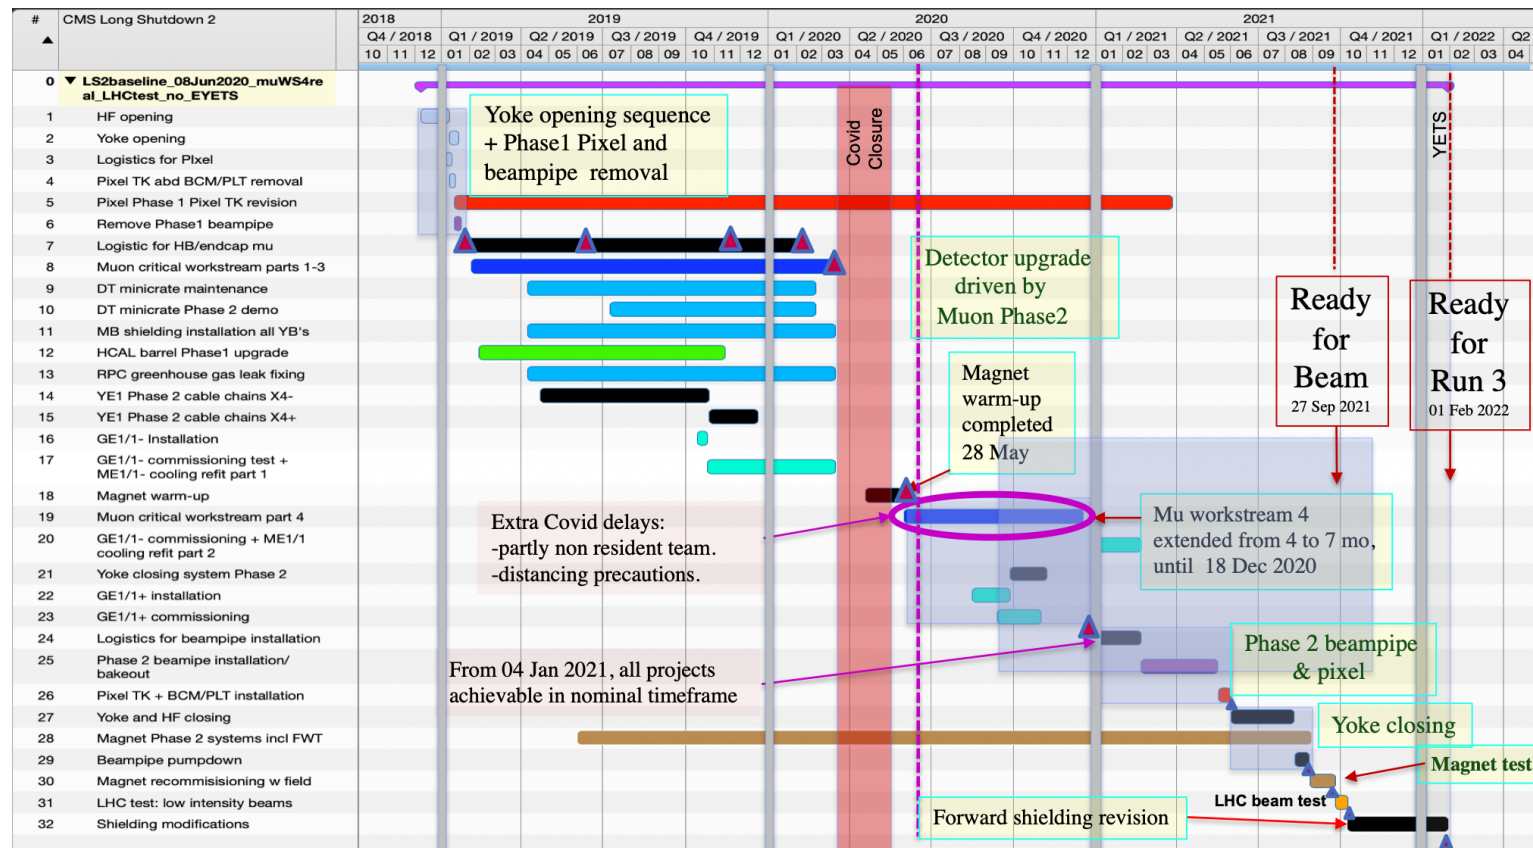 # CMS Long Shutdown 2 2018 2019 2020 2021
Q4 / 2018 Q1 / 2019 Q2 / 2019 Q3 / 2019 Q4 / 2019 Q1 / 2020 Q2 / 2020 Q3 / 2020 Q4 / 2020 Q1 / 2021 Q2 / 2021 Q3 / 2021 Q4 / 2021 Q1 / 2022 Q2
10 11 12 01 02 03 04 05 06 07 08 09 10 11 12 01 02 03 04 05 06 07 08 09 10 11 12 01 02 03 04 05 06 07 08 09 10 11 12 01 02 03 04
0 LS2baseline_08Jun2020_muWS4re
al_LHCtest_no_EYETS
1 HF opening
2 Yoke opening
3 Logistics for PIxel
4 Pixel TK abd BCM/PLT removal
5 Pixel Phase 1 Pixel TK revision
6 Remove Phase1 beampipe
7 Logistic for HB/endcap mu
8 Muon critical workstream parts 1-3
9 DT minicrate maintenance
10 DT minicrate Phase 2 demo
11 MB shielding installation all YB's
12 HCAL barrel Phase1 upgrade
13 RPC greenhouse gas leak fixing
14 YE1 Phase 2 cable chains X4-
15 YE1 Phase 2 cable chains X4+
16 GE1/1- Installation
17 GE1/1- commissioning test +
ME1/1- cooling refit part 1
18 Magnet warm-up
19 Muon critical workstream part 4
20 GE1/1- commissioning + ME1/1
cooling refit part 2
21 Yoke closing system Phase 2
22 GE1/1+ installation
23 GE1/1+ commissioning
24 Logistics for beampipe installation
25 Phase 2 beamipe installation/
bakeout
26 Pixel TK + BCM/PLT installation
27 Yoke and HF closing
28 Magnet Phase 2 systems incl FWT
29 Beampipe pumpdown
30 Magnet recommisisioning w field
31 LHC test: low intensity beams
32 Shielding modifications
Yoke opening sequence
+ Phase1 Pixel and
beampipe removal
Covid
Closure
YETS
Detector upgrade
driven by
Muon Phase2
Ready
for
Beam
27 Sep 2021
Ready
for
Run 3
01 Feb 2022
Magnet
warm-up
completed
28 May
Extra Covid delays:
-partly non resident team.
-distancing precautions.
Mu workstream 4
extended from 4 to 7 mo,
until 18 Dec 2020
From 04 Jan 2021, all projects
achievable in nominal timeframe
Phase 2 beampipe
& pixel
Yoke closing
Magnet test
LHC beam test
Forward shielding revision